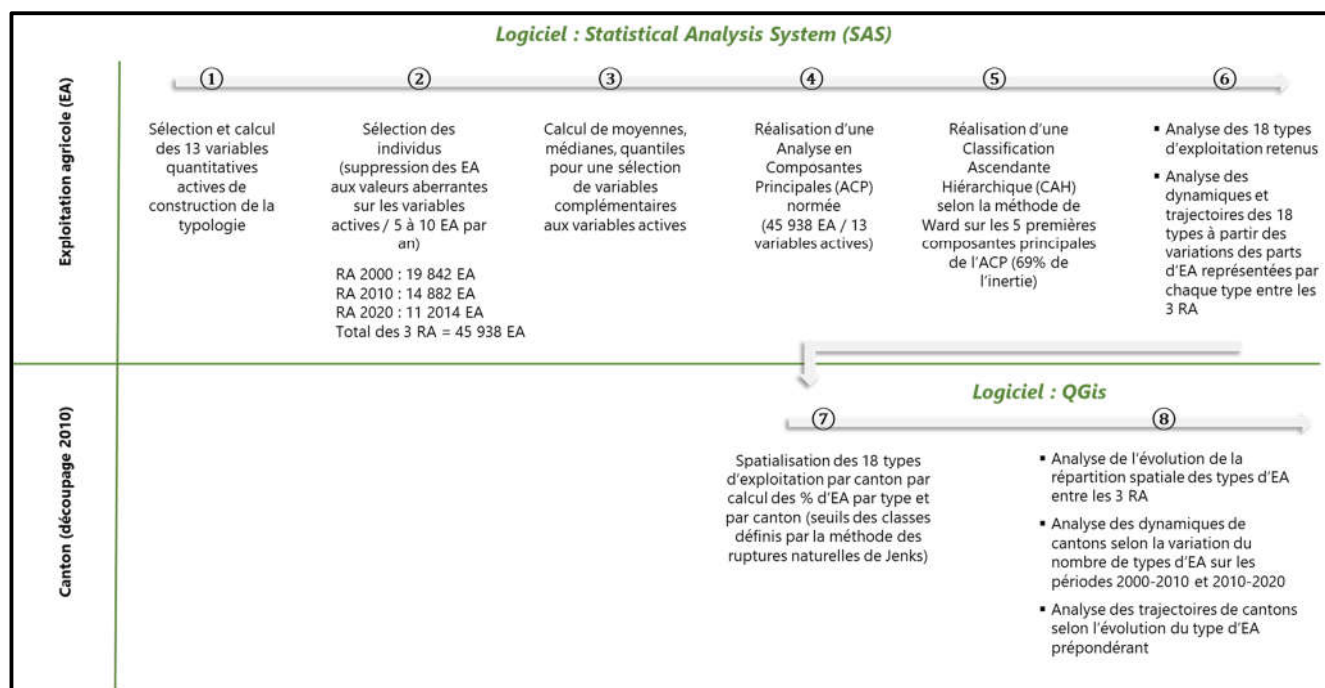 Logiciel : Statistical Analysis System (SAS)
Exploitation agricole (EA)
①
Sélection et calcul
des 13 variables
quantitatives
actives de
construction de la
typologie
②
Sélection des
individus
(suppression des EA
aux valeurs aberrantes
sur les variables
actives / 5 à 10 EA par
an)
RA 2000 : 19 842 EA
RA 2010 : 14 882 EA
RA 2020 : 11 2014 EA
Total des 3 RA = 45 938 EA
③
Calcul de moyennes,
médianes, quantiles
pour une sélection
de variables
complémentaires
aux variables actives
④
Réalisation d'une
Analyse en
Composantes
Principales (ACP)
normée
(45 938 EA / 13
variables actives)
⑤
Réalisation d'une
Classification
Ascendante
Hiérarchique (CAH)
selon la méthode de
Ward sur les 5 premières
composantes principales
de l'ACP (69% de
l'inertie)
⑥
▪ Analyse des 18 types
d'exploitation retenus
▪ Analyse des
dynamiques et
trajectoires des 18
types à partir des
variations des parts
d'EA représentées par
chaque type entre les
3 RA
Canton (découpage 2010)
Logiciel : QGis
⑦
Spatialisation des 18 types
d'exploitation par canton par
calcul des % d'EA par type et
par canton (seuils des classes
définis par la méthode des
ruptures naturelles de Jenks)
⑧
▪ Analyse de l'évolution de la
répartition spatiale des types d'EA
entre les 3 RA
▪ Analyse des dynamiques de
cantons selon la variation du
nombre de types d'EA sur les
périodes 2000-2010 et 2010-2020
▪ Analyse des trajectoires de cantons
selon l'évolution du type d'EA
prépondérant